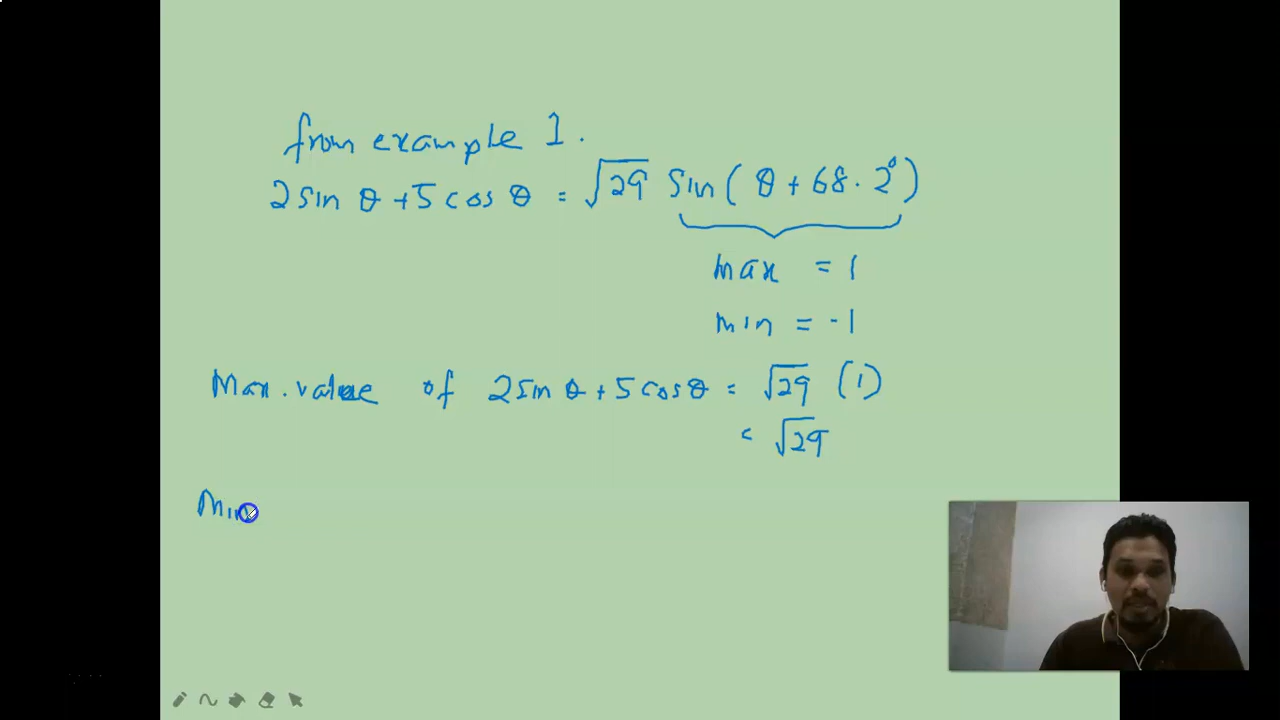 from example 1.
2 sin θ + 5 cos θ = √29 sin( θ + 68.2°)
max = 1
min = -1
Max. value of 2 sin θ + 5 cos θ = √29 (1)
= √29
Min